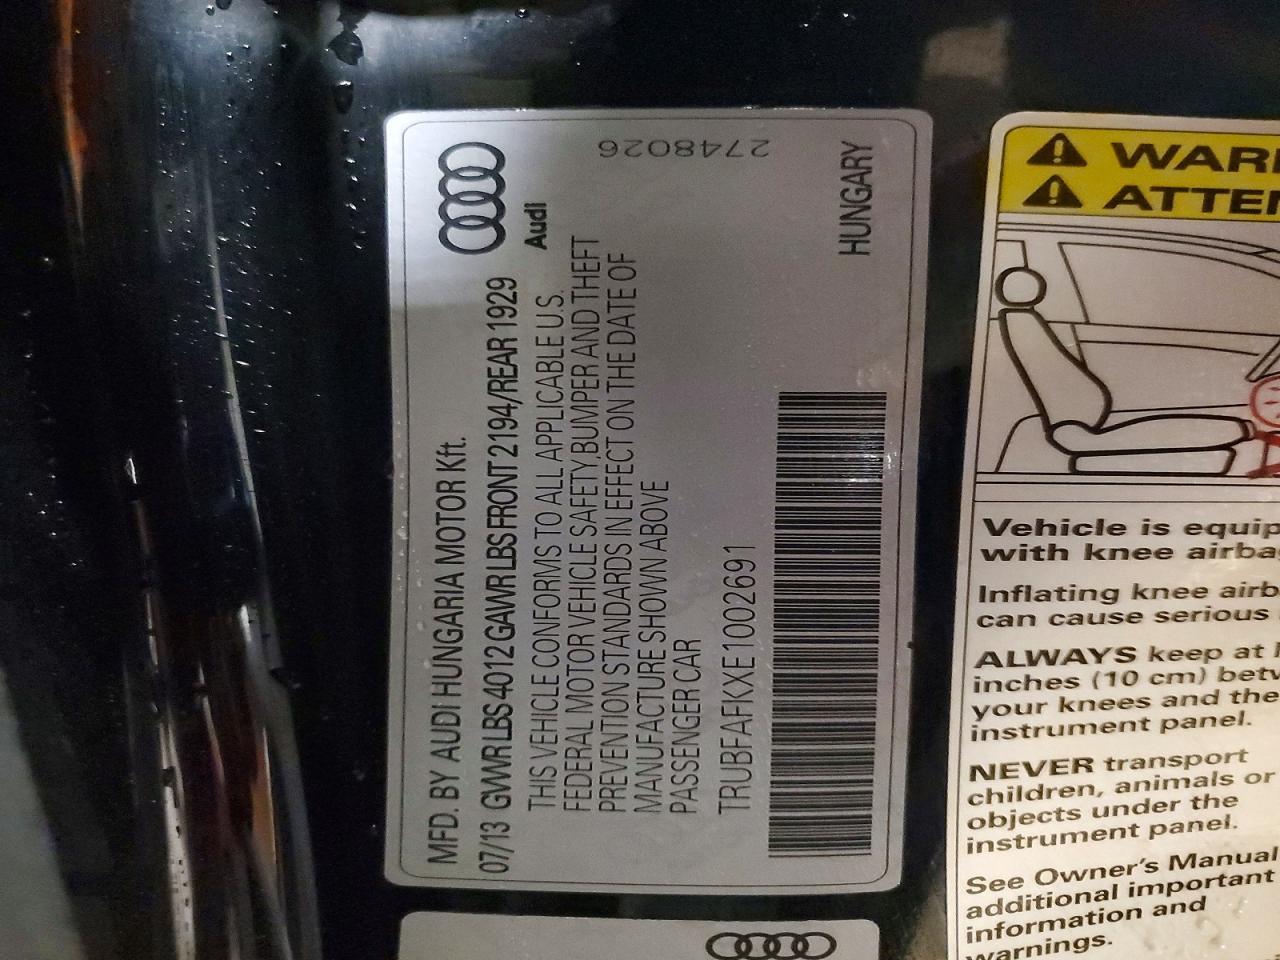 MFD. BY AUDI HUNGARIA MOTOR Kft.
07/13 GWVR LBS 4012 GAWR LBS FRONT 2194/REAR 1929
Audi
THIS VEHICLE CONFORMS TO ALL APPLICABLE U.S.
FEDERAL MOTOR VEHICLE SAFETY,BUMPER AND THEFT
PREVENTION STANDARDS IN EFFECT ON THE DATE OF
MANUFACTURE SHOWN ABOVE
PASSENGER CAR
TRUBFAFKXE1002691
HUNGARY
2748026
WAR
ATTE
Vehicle is equip
with knee airba
Inflating knee airb
can cause serious
ALWAYS keep at
inches (10 cm) betw
your knees and the
instrument panel.
NEVER transport
children, animals or
objects under the
instrument panel.
See Owner's Manual
additional important
information and
warnings.